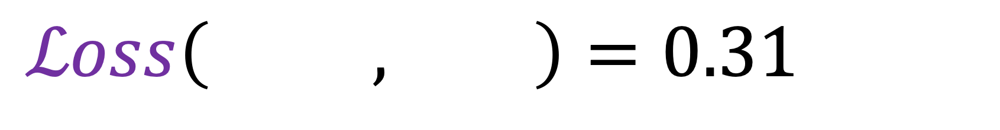 ℒoss( , ) = 0.31